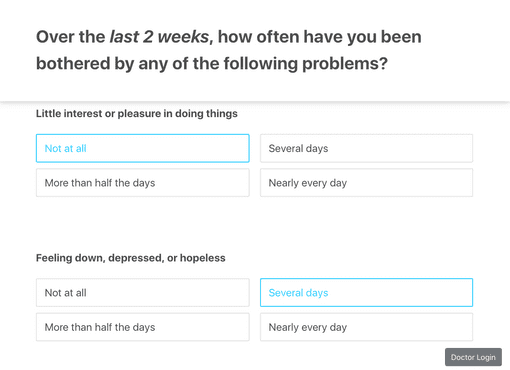 Over the last 2 weeks, how often have you been
bothered by any of the following problems?
Little interest or pleasure in doing things
Not at all
Several days
More than half the days
Nearly every day
Feeling down, depressed, or hopeless
Not at all
Several days
More than half the days
Nearly every day
Doctor Login